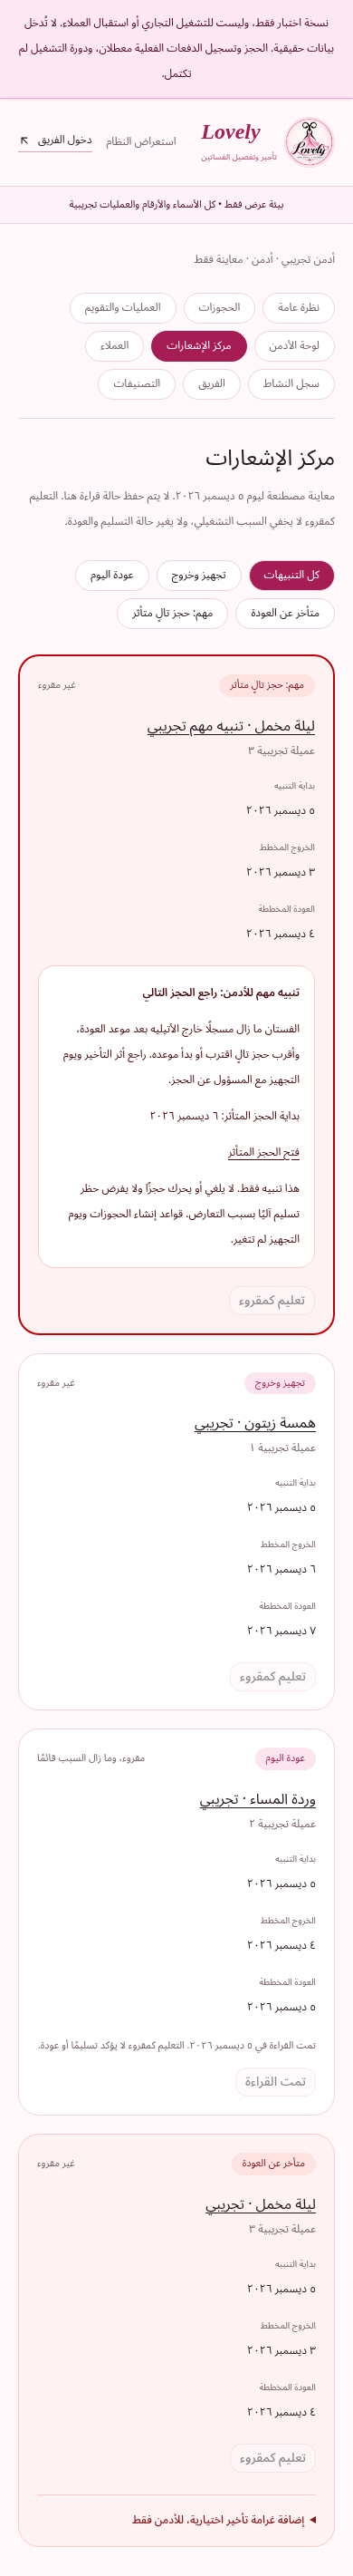 نسخة اختبار فقط، وليست للتشغيل التجاري أو استقبال العملاء. لا تُدخل
بيانات حقيقية. الحجز وتسجيل الدفعات الفعلية معطلان، ودورة التشغيل لم
تكتمل.
Lovely
Lovely
تأجير وتفصيل الفساتين
استعراض النظام
دخول الفريق
بيئة عرض فقط • كل الأسماء والأرقام والعمليات تجريبية
أدمن تجريبي · أدمن · معاينة فقط
نظرة عامة
الحجوزات
العمليات والتقويم
لوحة الأدمن
مركز الإشعارات
العملاء
سجل النشاط
الفريق
التصنيفات
مركز الإشعارات
معاينة مصطنعة ليوم ٥ ديسمبر ٢٠٢٦. لا يتم حفظ حالة قراءة هنا. التعليم
كمقروء لا يخفي السبب التشغيلي، ولا يغير حالة التسليم والعودة.
كل التنبيهات
تجهيز وخروج
عودة اليوم
متأخر عن العودة
مهم: حجز تالٍ متأثر
مهم: حجز تالٍ متأثر
غير مقروء
ليلة مخمل · تنبيه مهم تجريبي
عميلة تجريبية ٣
بداية التنبيه
٥ ديسمبر ٢٠٢٦
الخروج المخطط
٣ ديسمبر ٢٠٢٦
العودة المخططة
٤ ديسمبر ٢٠٢٦
تنبيه مهم للأدمن: راجع الحجز التالي
الفستان ما زال مسجلًا خارج الأتيليه بعد موعد العودة،
وأقرب حجز تالٍ اقترب أو بدأ موعده. راجع أثر التأخير ويوم
التجهيز مع المسؤول عن الحجز.
بداية الحجز المتأثر: ٦ ديسمبر ٢٠٢٦
فتح الحجز المتأثر
هذا تنبيه فقط. لا يلغي أو يحرك حجزًا ولا يفرض حظر
تسليم آليًا بسبب التعارض. قواعد إنشاء الحجوزات ويوم
التجهيز لم تتغير.
تعليم كمقروء
تجهيز وخروج
غير مقروء
همسة زيتون · تجريبي
عميلة تجريبية ١
بداية التنبيه
٥ ديسمبر ٢٠٢٦
الخروج المخطط
٦ ديسمبر ٢٠٢٦
العودة المخططة
٧ ديسمبر ٢٠٢٦
تعليم كمقروء
عودة اليوم
مقروء، وما زال السبب قائمًا
وردة المساء · تجريبي
عميلة تجريبية ٢
بداية التنبيه
٥ ديسمبر ٢٠٢٦
الخروج المخطط
٤ ديسمبر ٢٠٢٦
العودة المخططة
٥ ديسمبر ٢٠٢٦
تمت القراءة في ٥ ديسمبر ٢٠٢٦. التعليم كمقروء لا يؤكد تسليمًا أو عودة.
تمت القراءة
متأخر عن العودة
غير مقروء
ليلة مخمل · تجريبي
عميلة تجريبية ٣
بداية التنبيه
٥ ديسمبر ٢٠٢٦
الخروج المخطط
٣ ديسمبر ٢٠٢٦
العودة المخططة
٤ ديسمبر ٢٠٢٦
تعليم كمقروء
إضافة غرامة تأخير اختيارية، للأدمن فقط